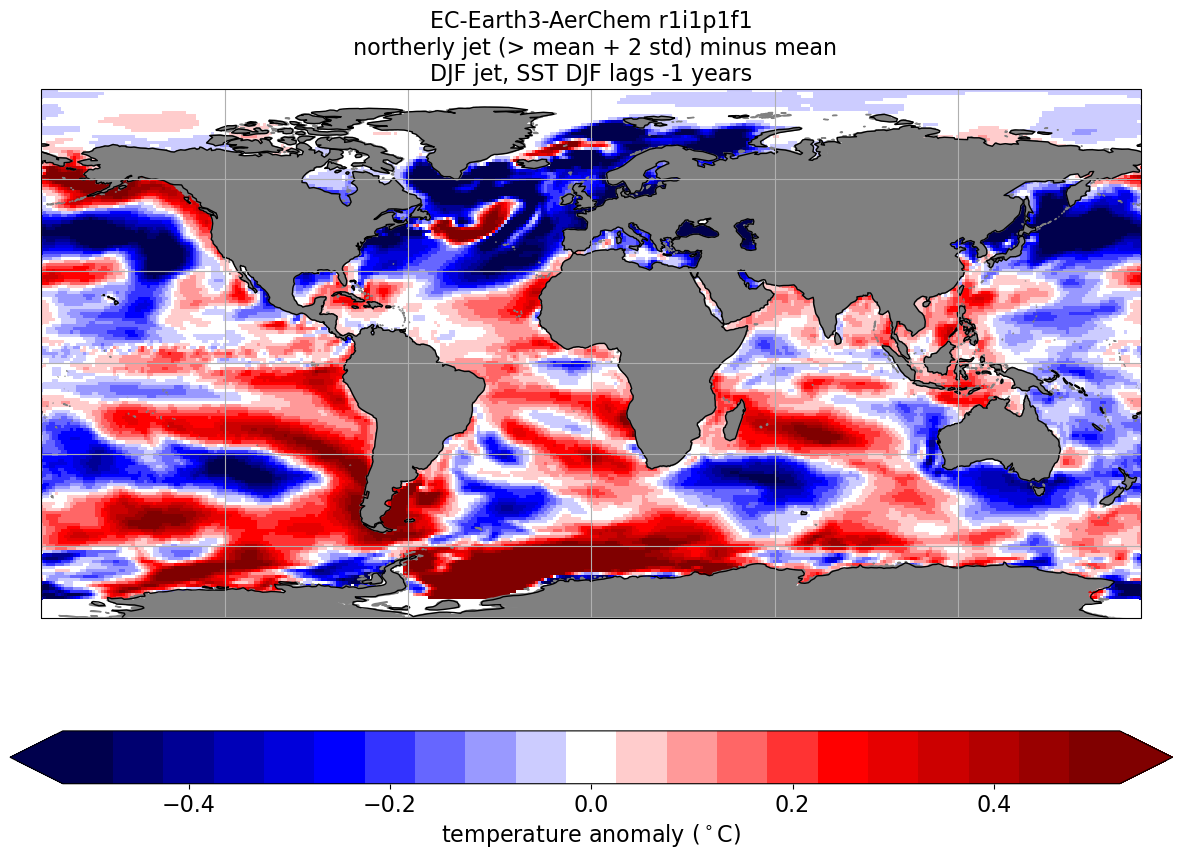 EC-Earth3-AerChem r1i1p1f1
northerly jet (> mean + 2 std) minus mean
DJF jet, SST DJF lags -1 years
−0.4 −0.2 0.0 0.2 0.4
temperature anomaly (°C)